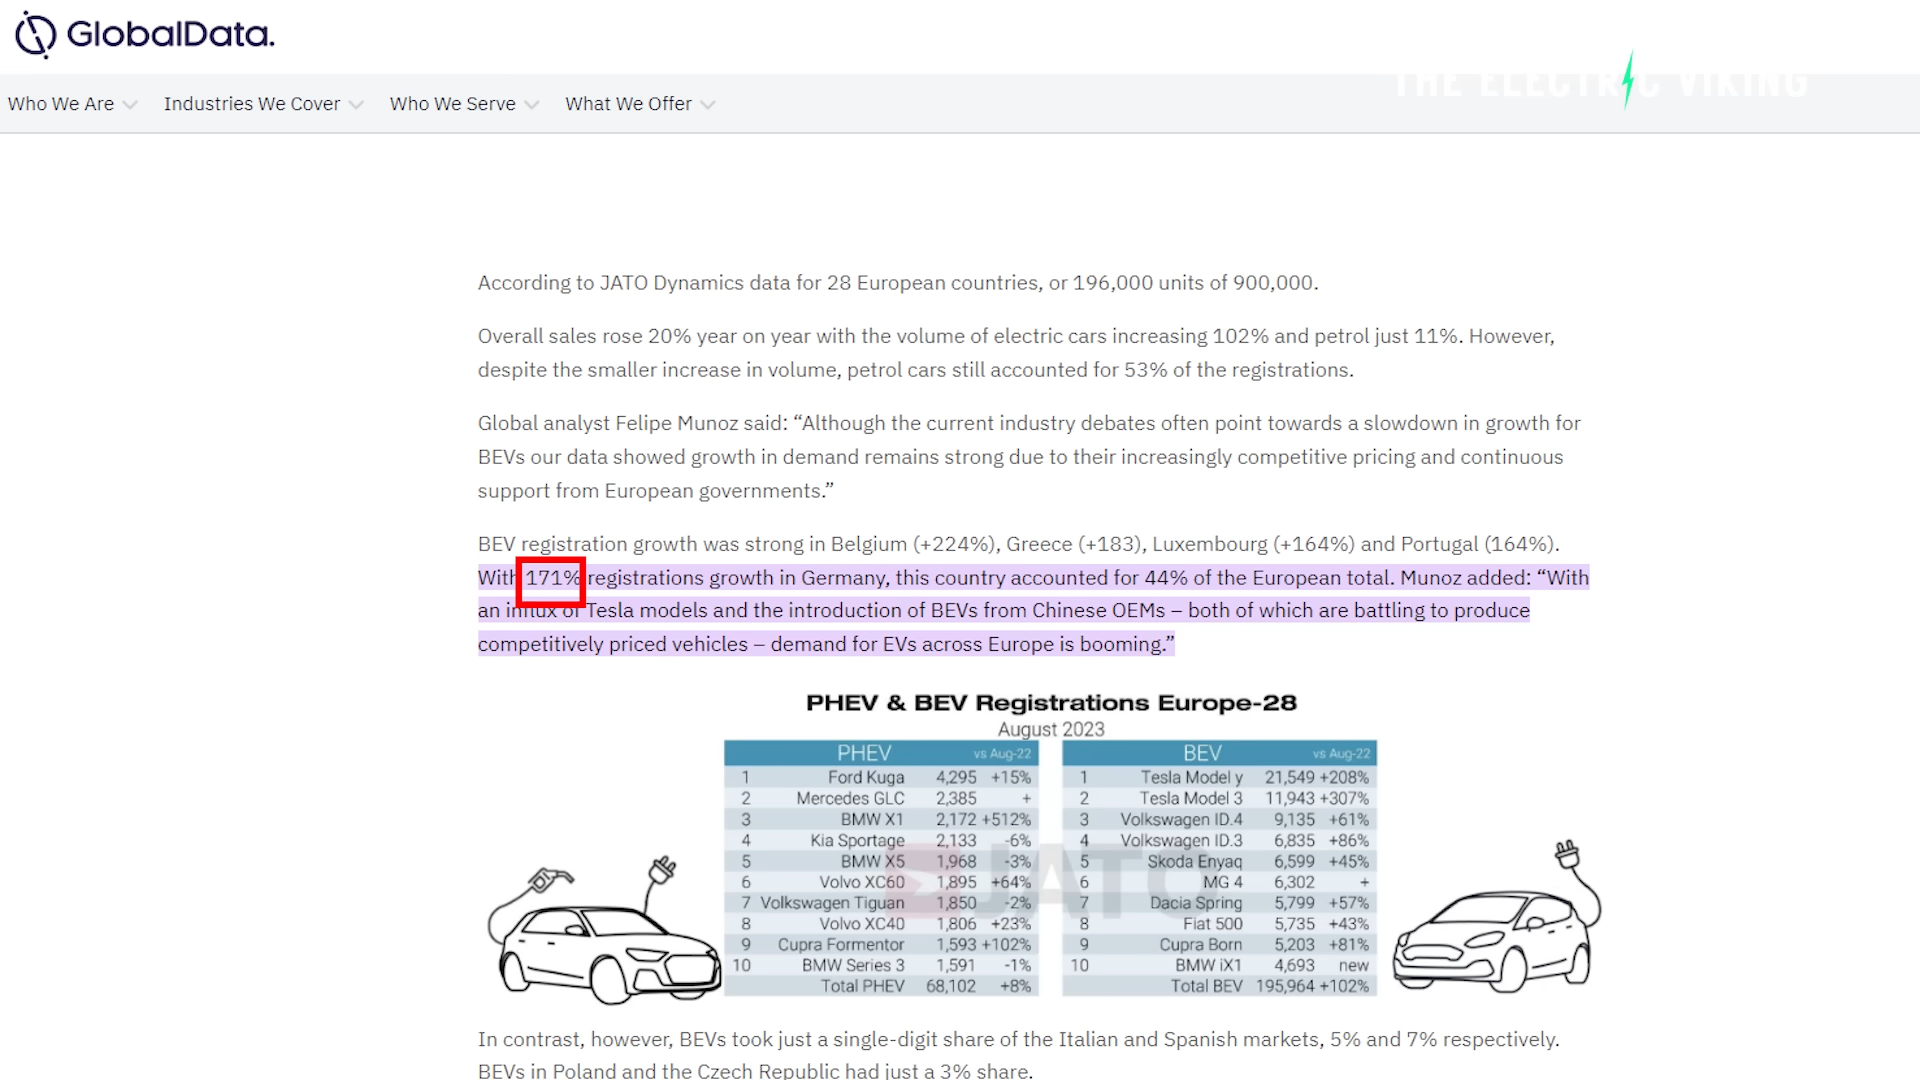 GlobalData.
THE ELECTRIC VIKING
Who We Are Industries We Cover Who We Serve What We Offer
According to JATO Dynamics data for 28 European countries, or 196,000 units of 900,000.
Overall sales rose 20% year on year with the volume of electric cars increasing 102% and petrol just 11%. However,
despite the smaller increase in volume, petrol cars still accounted for 53% of the registrations.
Global analyst Felipe Munoz said: “Although the current industry debates often point towards a slowdown in growth for
BEVs our data showed growth in demand remains strong due to their increasingly competitive pricing and continuous
support from European governments.”
BEV registration growth was strong in Belgium (+224%), Greece (+183), Luxembourg (+164%) and Portugal (164%).
With 171% registrations growth in Germany, this country accounted for 44% of the European total. Munoz added: “With
an influx of Tesla models and the introduction of BEVs from Chinese OEMs – both of which are battling to produce
competitively priced vehicles – demand for EVs across Europe is booming.”
PHEV & BEV Registrations Europe-28
August 2023
PHEV vs Aug-22 BEV vs Aug-22
1 Ford Kuga 4,295 +15% 1 Tesla Model y 21,549 +208%
2 Mercedes GLC 2,385 + 2 Tesla Model 3 11,943 +307%
3 BMW X1 2,172 +512% 3 Volkswagen ID.4 9,135 +61%
4 Kia Sportage 2,133 -6% 4 Volkswagen ID.3 6,835 +86%
5 BMW X5 1,968 -3% 5 Skoda Enyaq 6,599 +45%
6 Volvo XC60 1,895 +64% 6 MG 4 6,302 +
7 Volkswagen Tiguan 1,850 -2% 7 Dacia Spring 5,799 +57%
8 Volvo XC40 1,806 +23% 8 Fiat 500 5,735 +43%
9 Cupra Formentor 1,593 +102% 9 Cupra Born 5,203 +81%
10 BMW Series 3 1,591 -1% 10 BMW iX1 4,693 new
Total PHEV 68,102 +8% Total BEV 195,964 +102%
JATO
In contrast, however, BEVs took just a single-digit share of the Italian and Spanish markets, 5% and 7% respectively.
BEVs in Poland and the Czech Republic had just a 3% share.